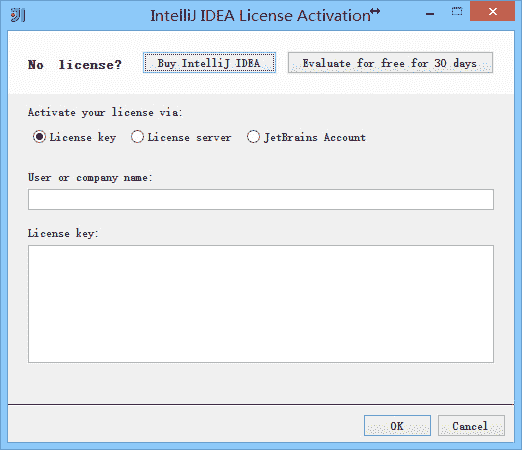 IntelliJ IDEA License Activation
No license? Buy IntelliJ IDEA Evaluate for free for 30 days
Activate your license via:
License key License server JetBrains Account
User or company name:
License key:
OK Cancel